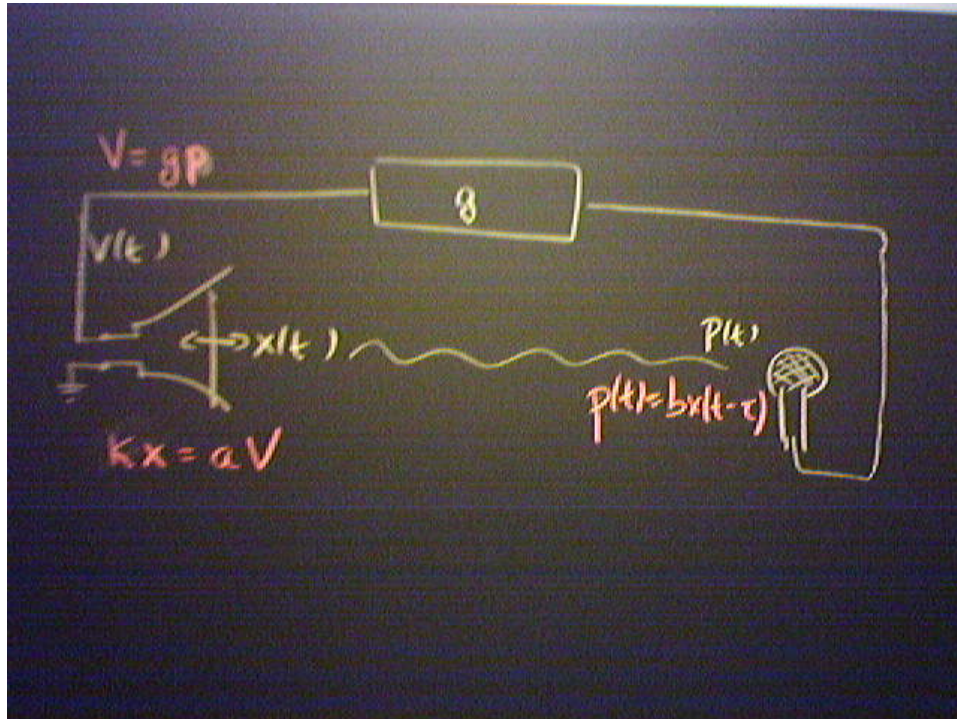 V = gp
g
V(t)
x(t)
p(t)
p(t) = bx(t-τ)
Kx = aV